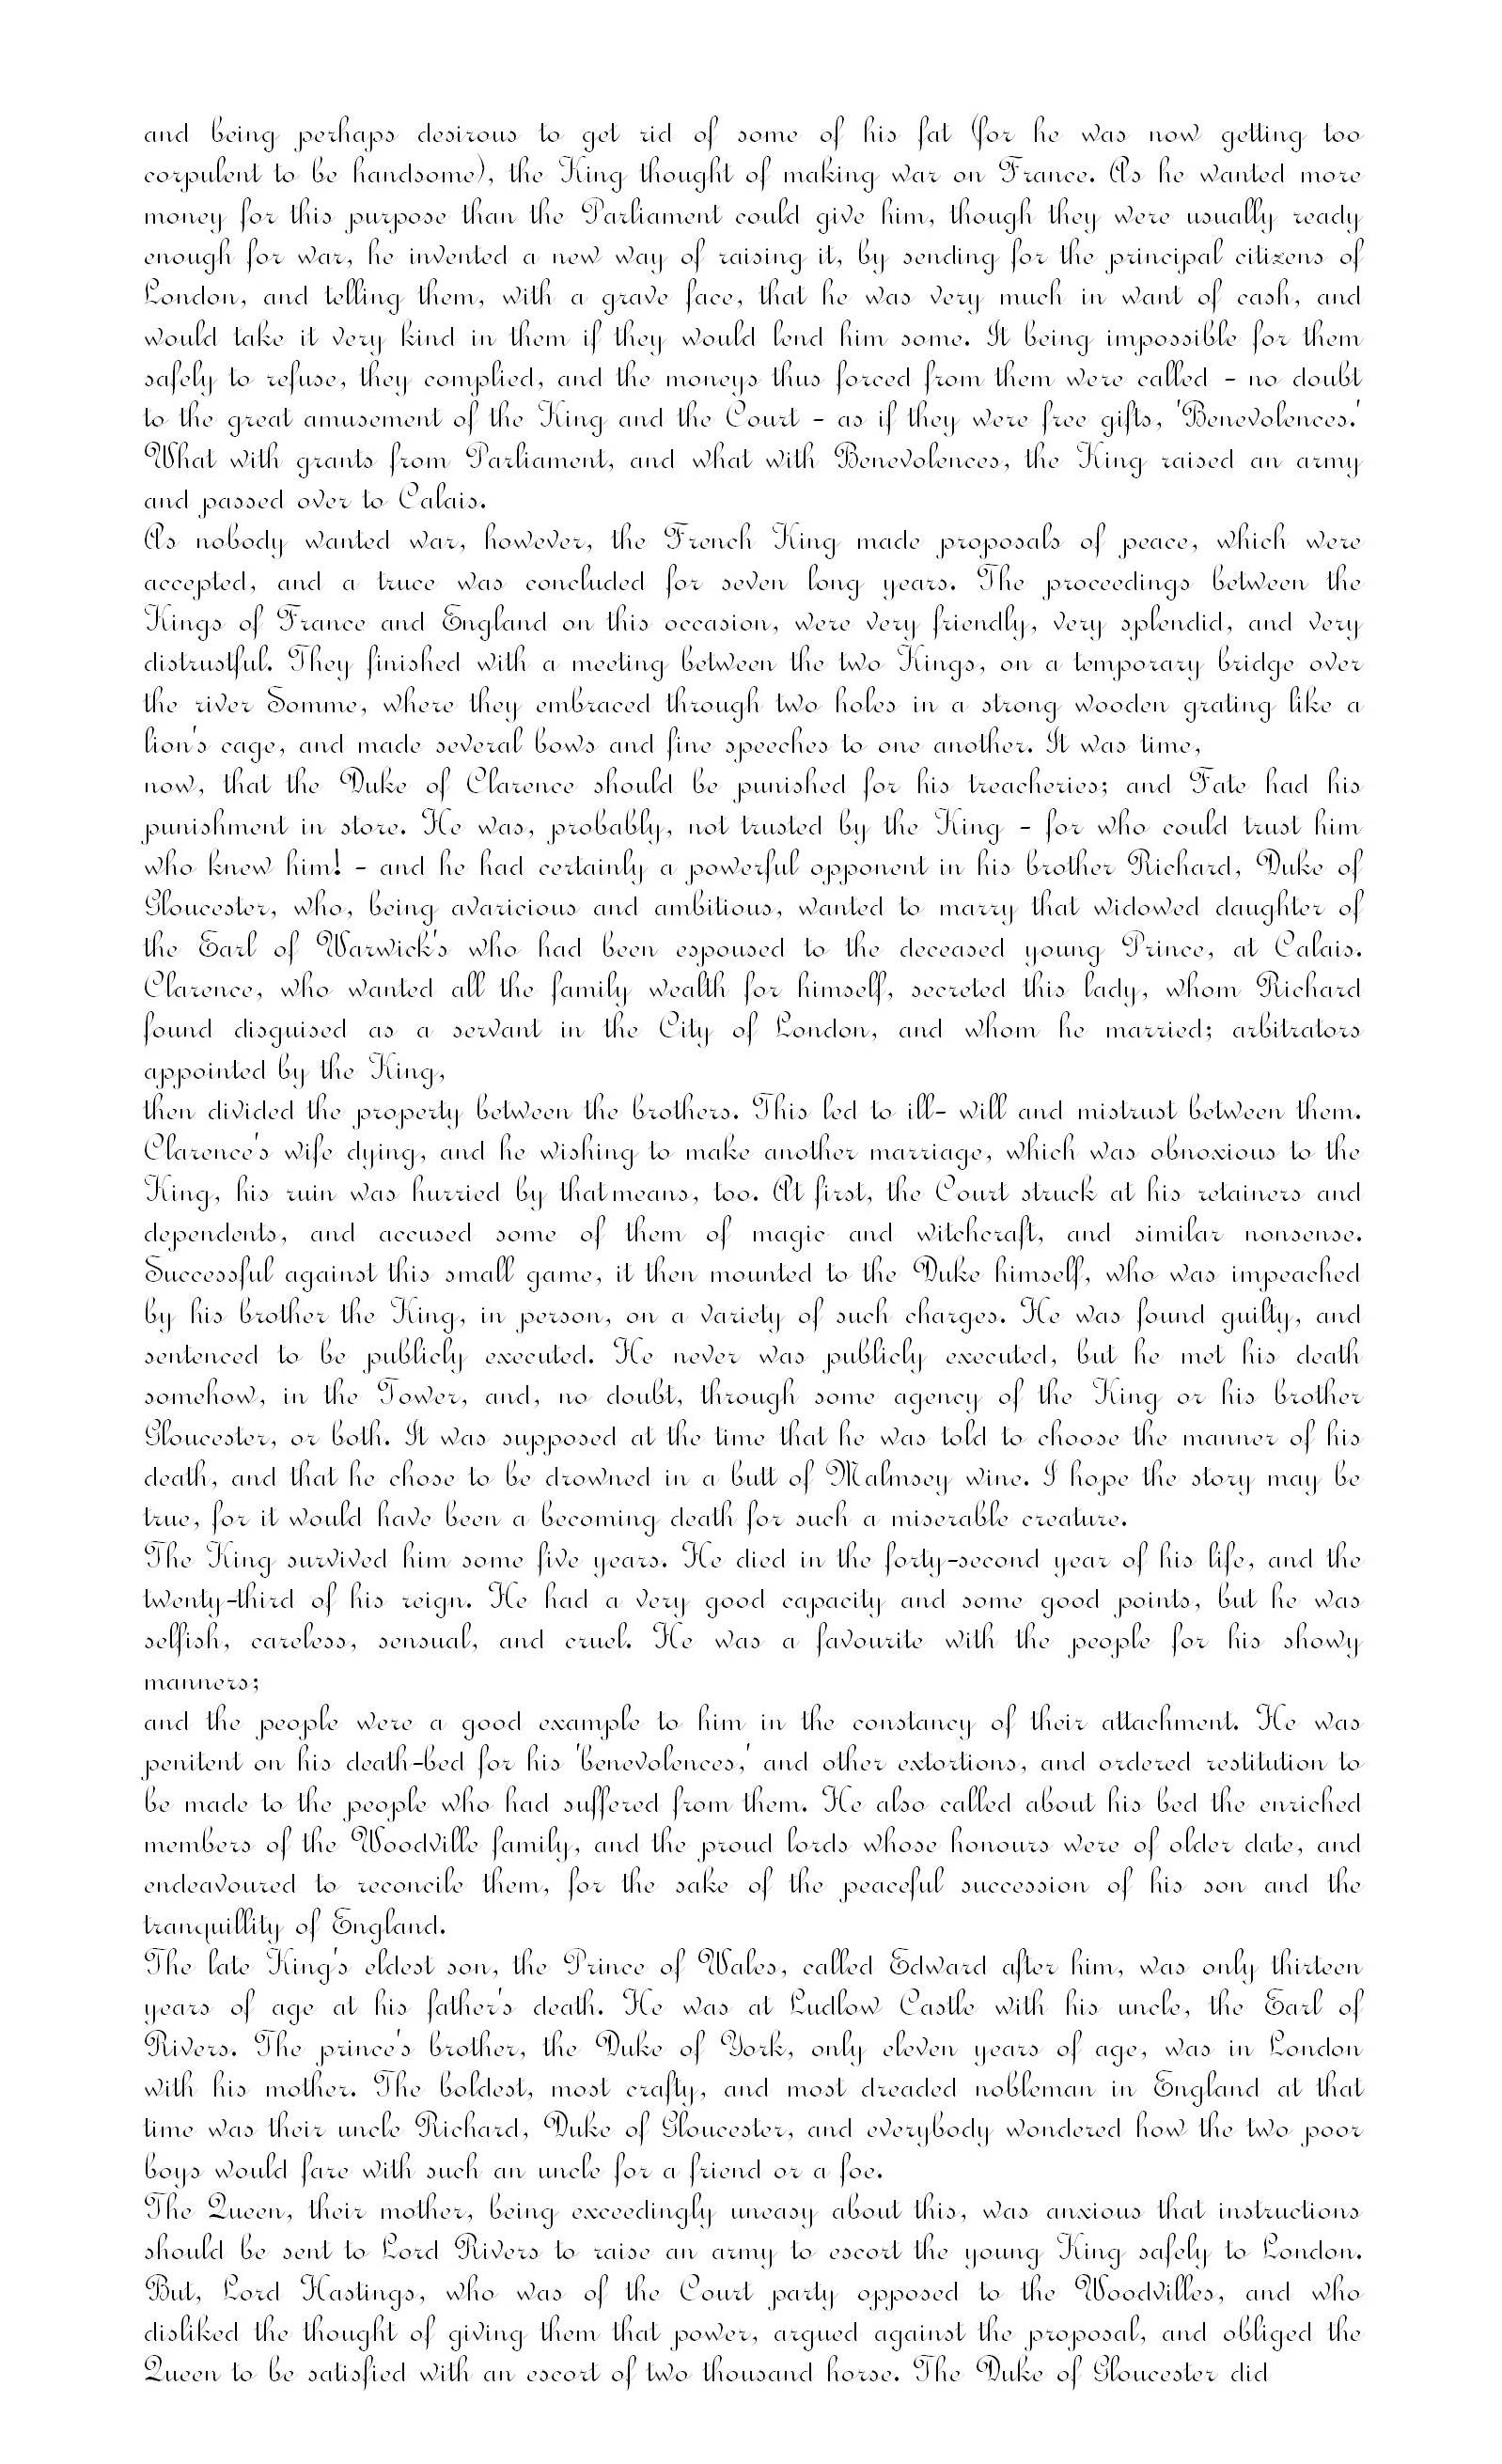 and being perhaps desirous to get rid of some of his fat (for he was now getting too
corpulent to be handsome), the King thought of making war on France. As he wanted more
money for this purpose than the Parliament could give him, though they were usually ready
enough for war, he invented a new way of raising it, by sending for the principal citizens of
London, and telling them, with a grave face, that he was very much in want of cash, and
would take it very kind in them if they would lend him some. It being impossible for them
safely to refuse, they complied, and the moneys thus forced from them were called - no doubt
to the great amusement of the King and the Court - as if they were free gifts, 'Benevolences.'
What with grants from Parliament, and what with Benevolences, the King raised an army
and passed over to Calais.
As nobody wanted war, however, the French King made proposals of peace, which were
accepted, and a truce was concluded for seven long years. The proceedings between the
Kings of France and England on this occasion, were very friendly, very splendid, and very
distrustful. They finished with a meeting between the two Kings, on a temporary bridge over
the river Somme, where they embraced through two holes in a strong wooden grating like a
lion's cage, and made several bows and fine speeches to one another. It was time,
now, that the Duke of Clarence should be punished for his treacheries; and Fate had his
punishment in store. He was, probably, not trusted by the King - for who could trust him
who knew him! - and he had certainly a powerful opponent in his brother Richard, Duke of
Gloucester, who, being avaricious and ambitious, wanted to marry that widowed daughter of
the Earl of Warwick's who had been espoused to the deceased young Prince, at Calais.
Clarence, who wanted all the family wealth for himself, secreted this lady, whom Richard
found disguised as a servant in the City of London, and whom he married; arbitrators
appointed by the King,
then divided the property between the brothers. This led to ill- will and mistrust between them.
Clarence's wife dying, and he wishing to make another marriage, which was obnoxious to the
King, his ruin was hurried by that means, too. At first, the Court struck at his retainers and
dependents, and accused some of them of magic and witchcraft, and similar nonsense.
Successful against this small game, it then mounted to the Duke himself, who was impeached
by his brother the King, in person, on a variety of such charges. He was found guilty, and
sentenced to be publicly executed. He never was publicly executed, but he met his death
somehow, in the Tower, and, no doubt, through some agency of the King or his brother
Gloucester, or both. It was supposed at the time that he was told to choose the manner of his
death, and that he chose to be drowned in a butt of Malmsey wine. I hope the story may be
true, for it would have been a becoming death for such a miserable creature.
The King survived him some five years. He died in the forty-second year of his life, and the
twenty-third of his reign. He had a very good capacity and some good points, but he was
selfish, careless, sensual, and cruel. He was a favourite with the people for his showy
manners;
and the people were a good example to him in the constancy of their attachment. He was
penitent on his death-bed for his 'benevolences,' and other extortions, and ordered restitution to
be made to the people who had suffered from them. He also called about his bed the enriched
members of the Woodville family, and the proud lords whose honours were of older date, and
endeavoured to reconcile them, for the sake of the peaceful succession of his son and the
tranquillity of England.
The late King's eldest son, the Prince of Wales, called Edward after him, was only thirteen
years of age at his father's death. He was at Ludlow Castle with his uncle, the Earl of
Rivers. The prince's brother, the Duke of York, only eleven years of age, was in London
with his mother. The boldest, most crafty, and most dreaded nobleman in England at that
time was their uncle Richard, Duke of Gloucester, and everybody wondered how the two poor
boys would fare with such an uncle for a friend or a foe.
The Queen, their mother, being exceedingly uneasy about this, was anxious that instructions
should be sent to Lord Rivers to raise an army to escort the young King safely to London.
But, Lord Hastings, who was of the Court party opposed to the Woodvilles, and who
disliked the thought of giving them that power, argued against the proposal, and obliged the
Queen to be satisfied with an escort of two thousand horse. The Duke of Gloucester did